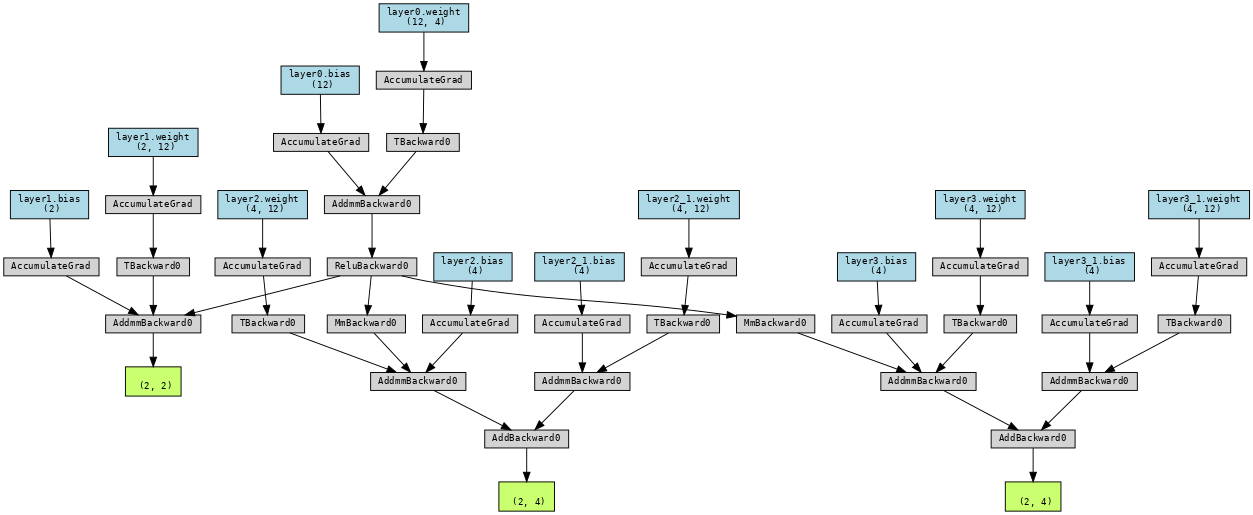 layer0.weight
(12, 4)
layer0.bias
(12)
AccumulateGrad
layer1.weight
(2, 12)
AccumulateGrad
TBackward0
layer1.bias
(2)
AccumulateGrad
layer2.weight
(4, 12)
AddmmBackward0
layer2_1.weight
(4, 12)
layer3.weight
(4, 12)
layer3_1.weight
(4, 12)
AccumulateGrad
TBackward0
AccumulateGrad
ReluBackward0
layer2.bias
(4)
layer2_1.bias
(4)
AccumulateGrad
layer3.bias
(4)
AccumulateGrad
layer3_1.bias
(4)
AccumulateGrad
AddmmBackward0
TBackward0
MmBackward0
AccumulateGrad
AccumulateGrad
TBackward0
MmBackward0
AccumulateGrad
TBackward0
AccumulateGrad
TBackward0
(2, 2)
AddmmBackward0
AddmmBackward0
AddmmBackward0
AddmmBackward0
AddBackward0
AddBackward0
(2, 4)
(2, 4)